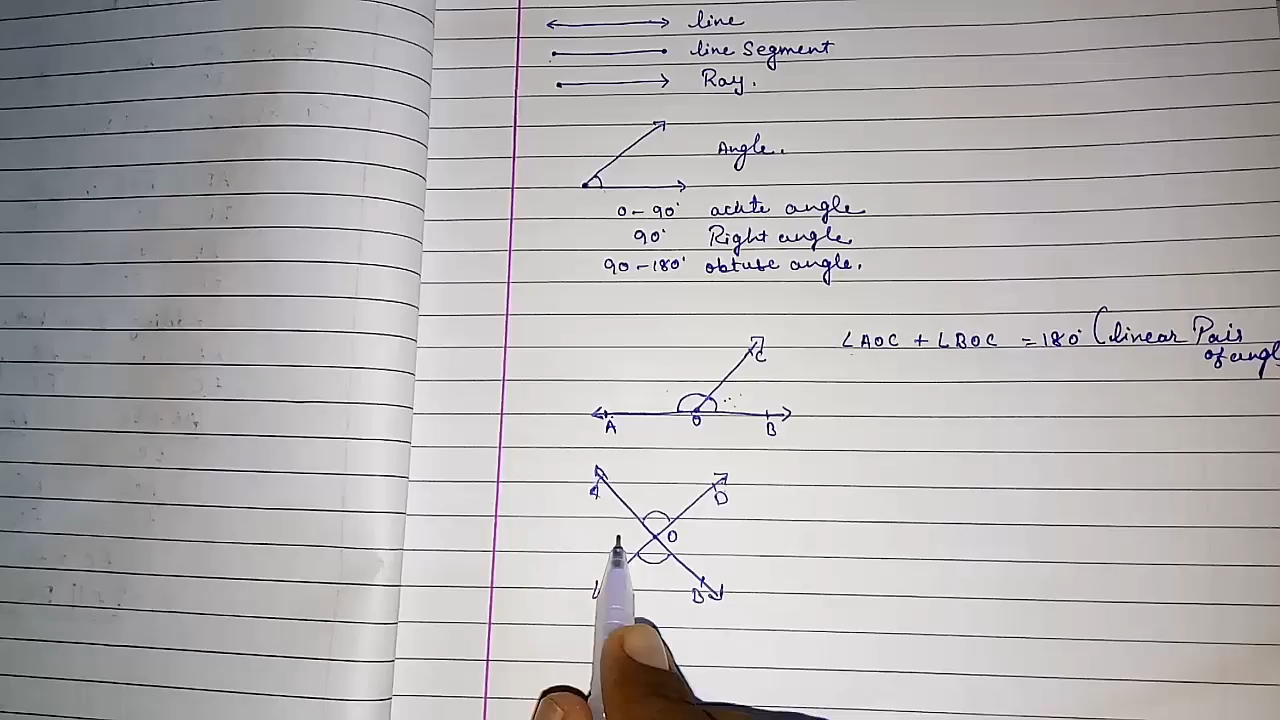 line
line Segment
Ray.
Angle.
0 - 90° acute angle
90° Right angle
90 - 180° obtuse angle.
∠AOC + ∠BOC = 180° (linear Pair
of angl
C
A O B
A D
O
B